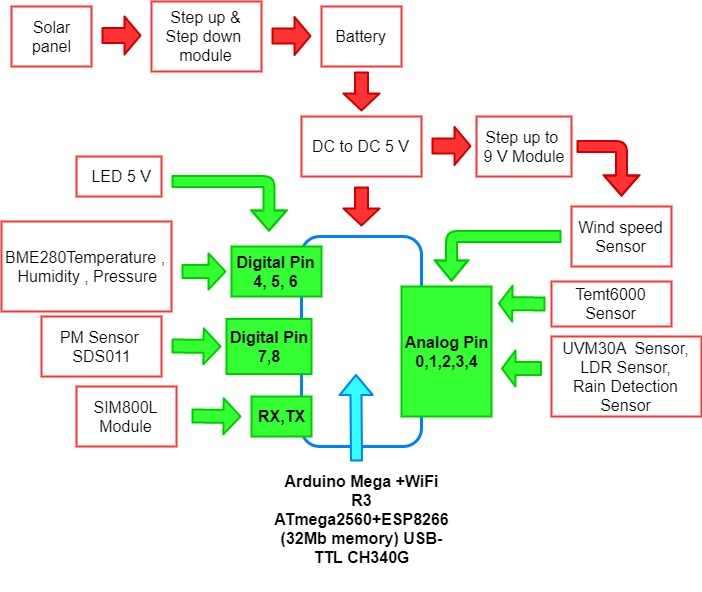 Solar
panel
Step up &
Step down
module
Battery
DC to DC 5 V
Step up to
9 V Module
LED 5 V
Wind speed
Sensor
BME280Temperature ,
Humidity , Pressure
Digital Pin
4, 5, 6
Temt6000
Sensor
PM Sensor
SDS011
Digital Pin
7,8
Analog Pin
0,1,2,3,4
UVM30A Sensor,
LDR Sensor,
Rain Detection
Sensor
SIM800L
Module
RX,TX
Arduino Mega +WiFi
R3
ATmega2560+ESP8266
(32Mb memory) USB-
TTL CH340G